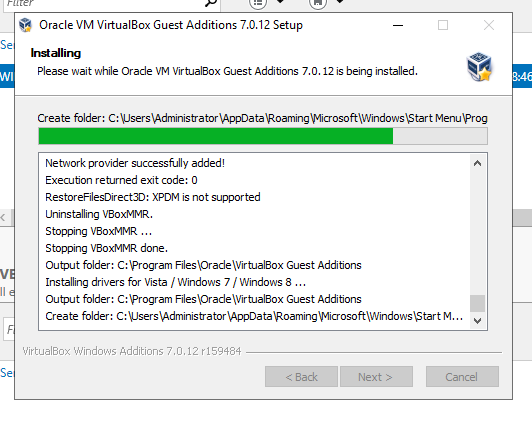 Filter
Oracle VM VirtualBox Guest Additions 7.0.12 Setup
Installing
Please wait while Oracle VM VirtualBox Guest Additions 7.0.12 is being installed.
Ser
WIN
8:46
Create folder: C:\Users\Administrator\AppData\Roaming\Microsoft\Windows\Start Menu\Prog
Network provider successfully added!
Execution returned exit code: 0
RestoreFilesDirect3D: XPDM is not supported
Uninstalling VBoxMMR.
Stopping VBoxMMR ...
Stopping VBoxMMR done.
Output folder: C:\Program Files\Oracle\VirtualBox Guest Additions
Installing drivers for Vista / Windows 7 / Windows 8 ...
Output folder: C:\Program Files\Oracle\VirtualBox Guest Additions
Create folder: C:\Users\Administrator\AppData\Roaming\Microsoft\Windows\Start M...
VirtualBox Windows Additions 7.0.12 r159484
< Back Next > Cancel